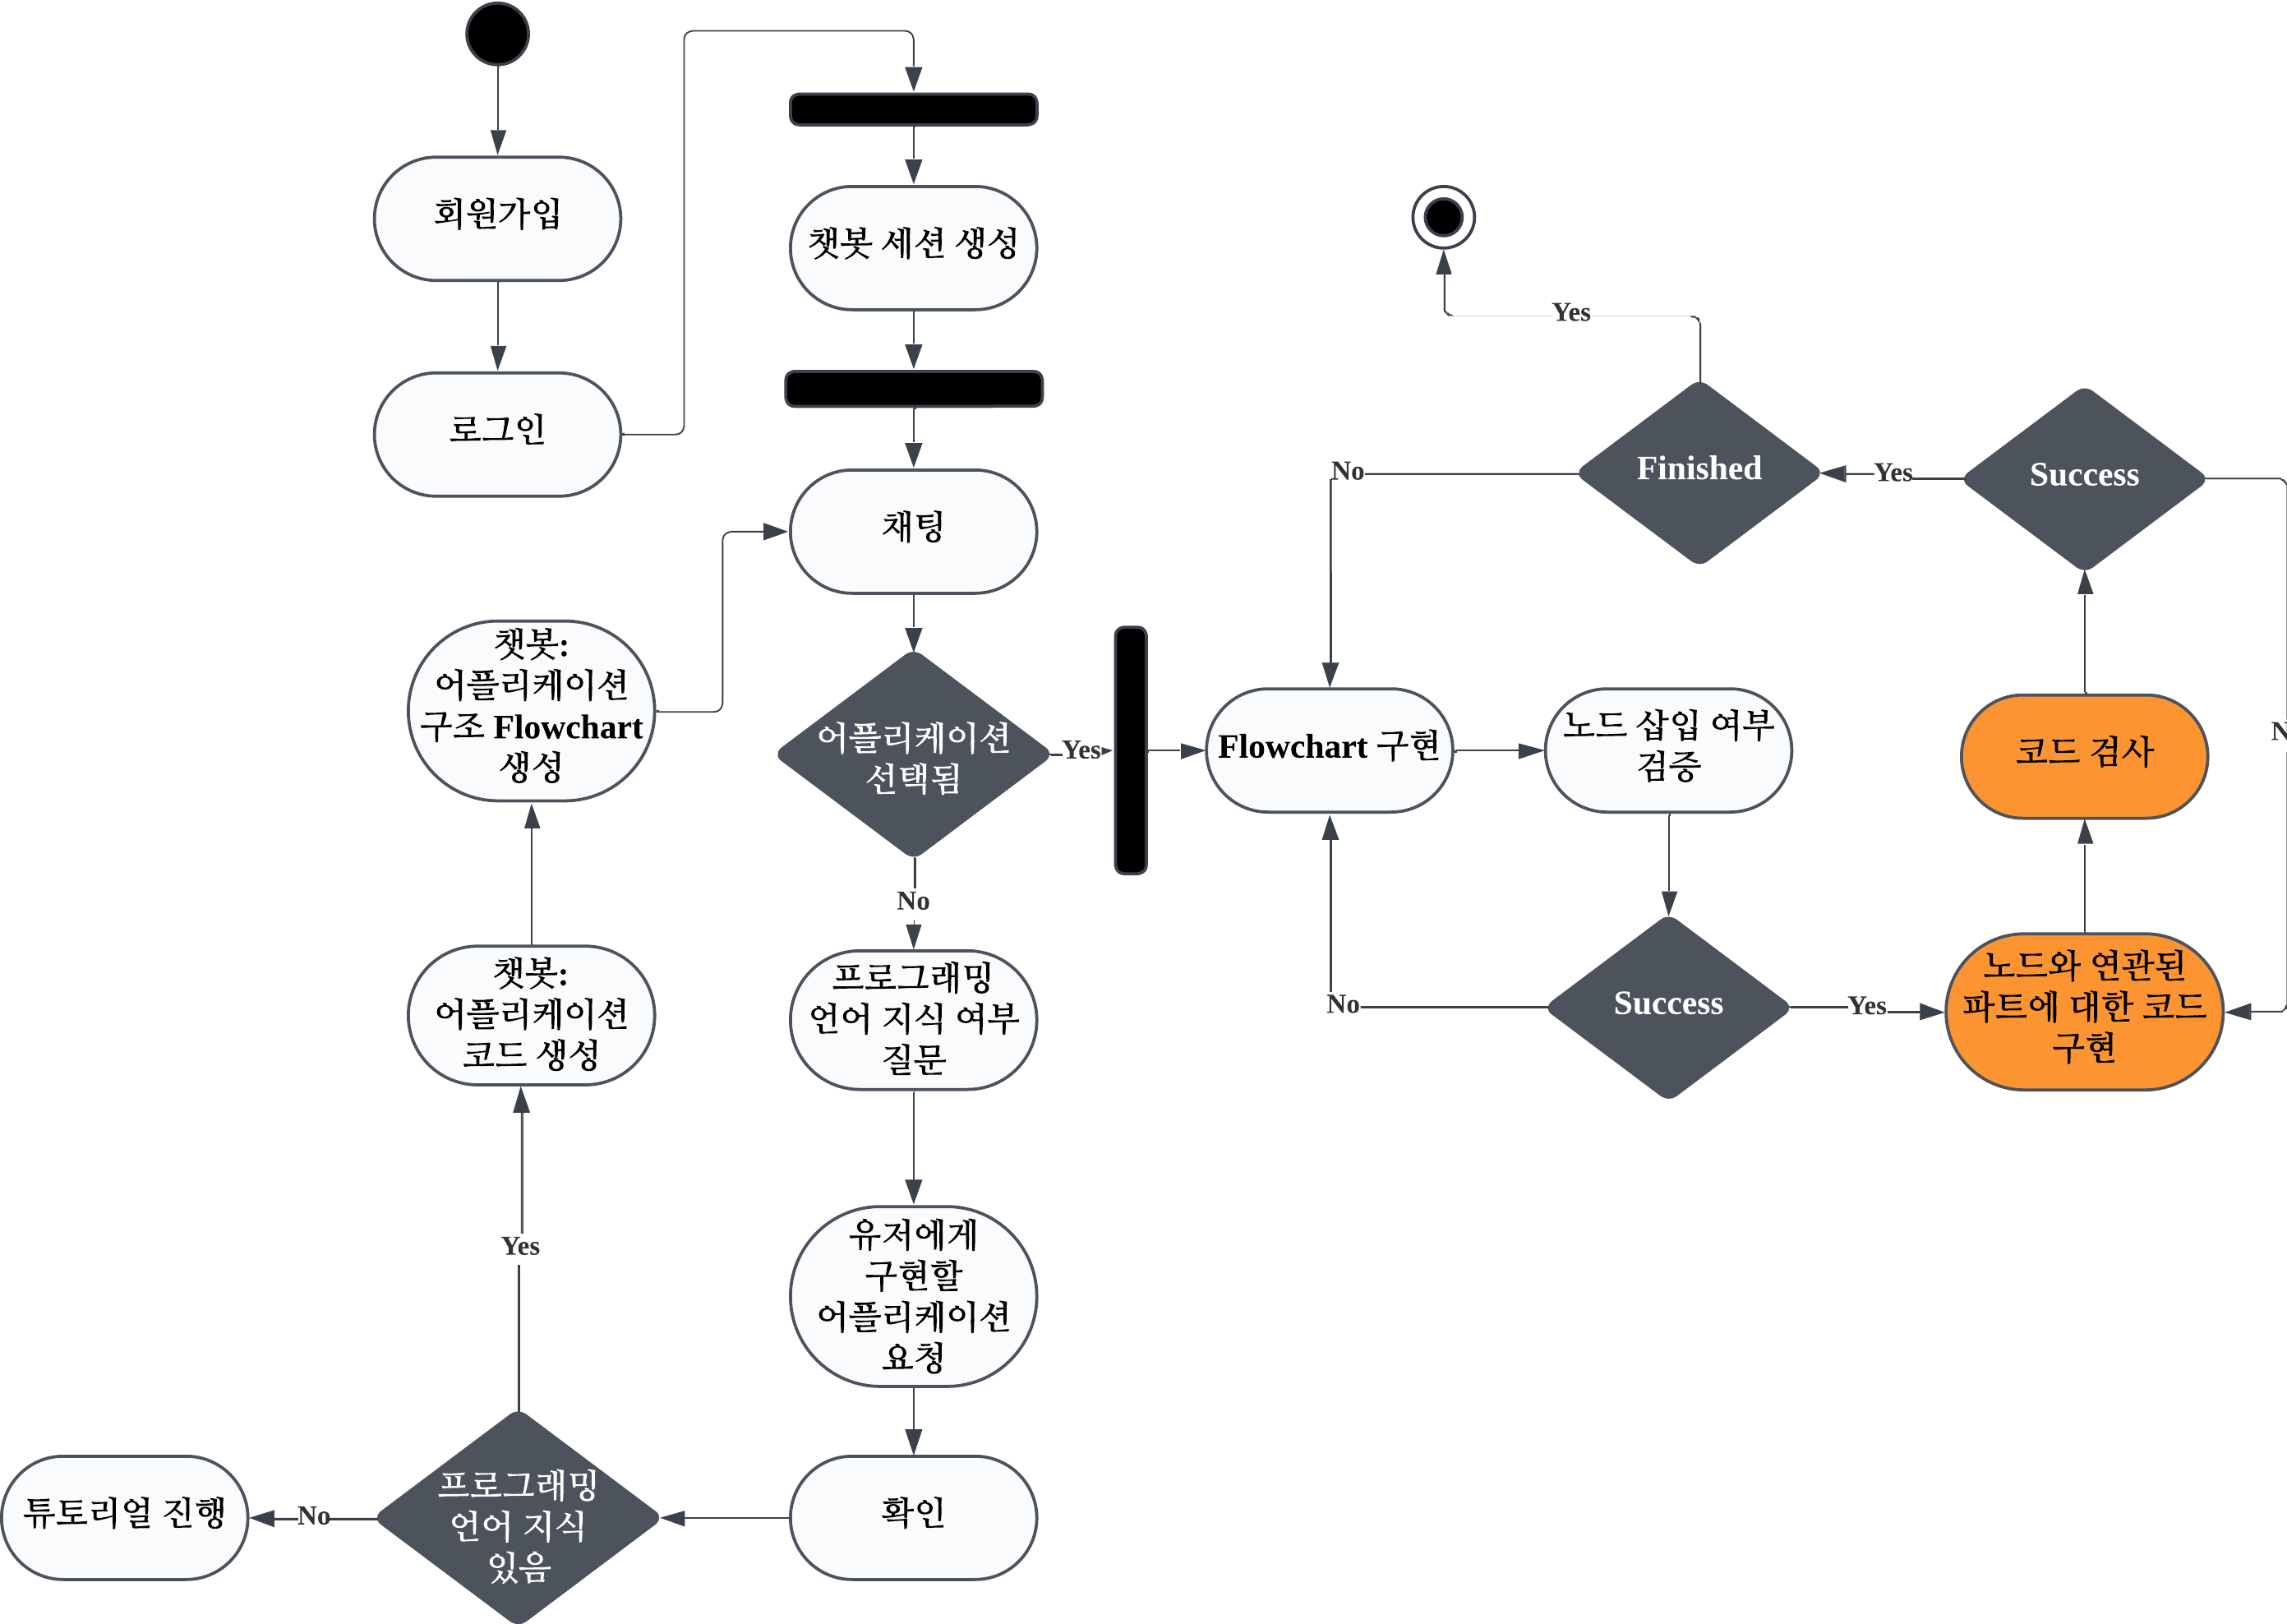 회원가입
로그인
챗봇 세션 생성
채팅
어플리케이션
선택됨
Yes
No
프로그래밍
언어 지식 여부
질문
유저에게
구현할
어플리케이션
요청
확인
프로그래밍
언어 지식
있음
No
튜토리얼 진행
Yes
챗봇:
어플리케이션
코드 생성
챗봇:
어플리케이션
구조 Flowchart
생성
Flowchart 구현
노드 삽입 여부
검증
Success
No
Yes
노드와 연관된
파트에 대한 코드
구현
코드 검사
Success
Yes
Finished
No
Yes